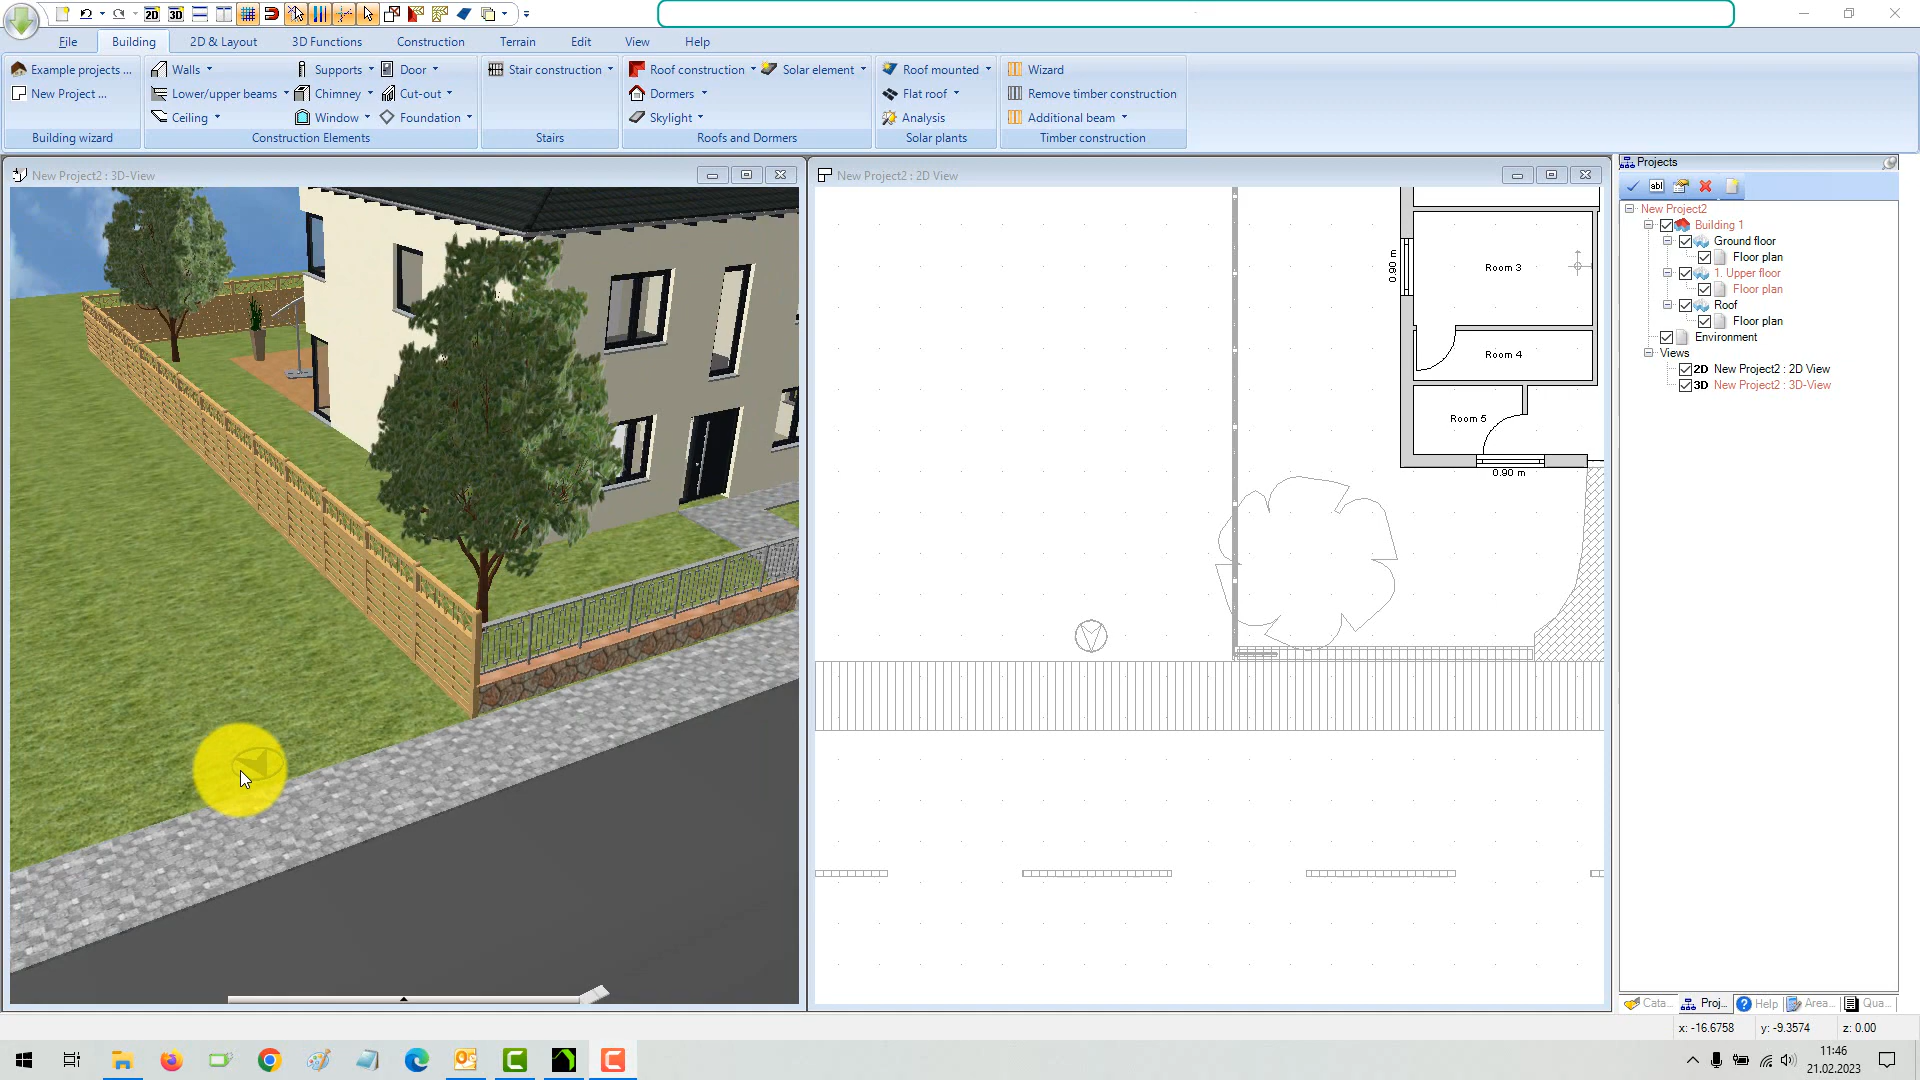 2D 3D
File Building 2D & Layout 3D Functions Construction Terrain Edit View Help
Example projects ... Walls Supports Door Stair construction Roof construction Solar element Roof mounted Wizard
New Project ... Lower/upper beams Chimney Cut-out Dormers Flat roof Remove timber construction
Ceiling Window Foundation Skylight Analysis Additional beam
Building wizard Construction Elements Stairs Roofs and Dormers Solar plants Timber construction
New Project2 : 3D-View
New Project2 : 2D View
0.90 m
Room 3
Room 4
Room 5
0.90 m
Projects
abl
New Project2
Building 1
Ground floor
Floor plan
1. Upper floor
Floor plan
Roof
Floor plan
Environment
Views
2D New Project2 : 2D View
3D New Project2 : 3D-View
Cata... Proj... Help Area... Qua...
x: -16.6758 y: -9.3574 z: 0.00
11:46
21.02.2023